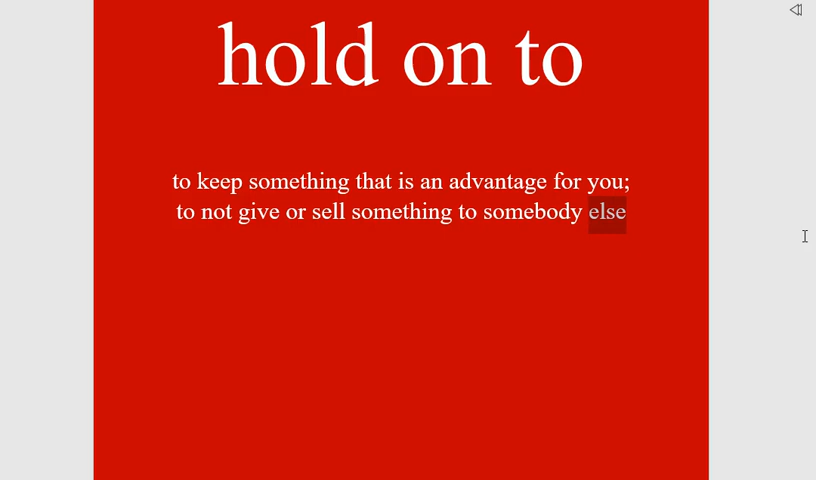 hold on to
to keep something that is an advantage for you;
to not give or sell something to somebody else